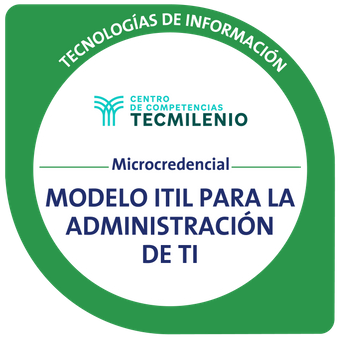 TECNOLOGÍAS DE INFORMACIÓN
CENTRO
DE COMPETENCIAS
TECMILENIO
Microcredencial
MODELO ITIL PARA LA
ADMINISTRACIÓN
DE TI